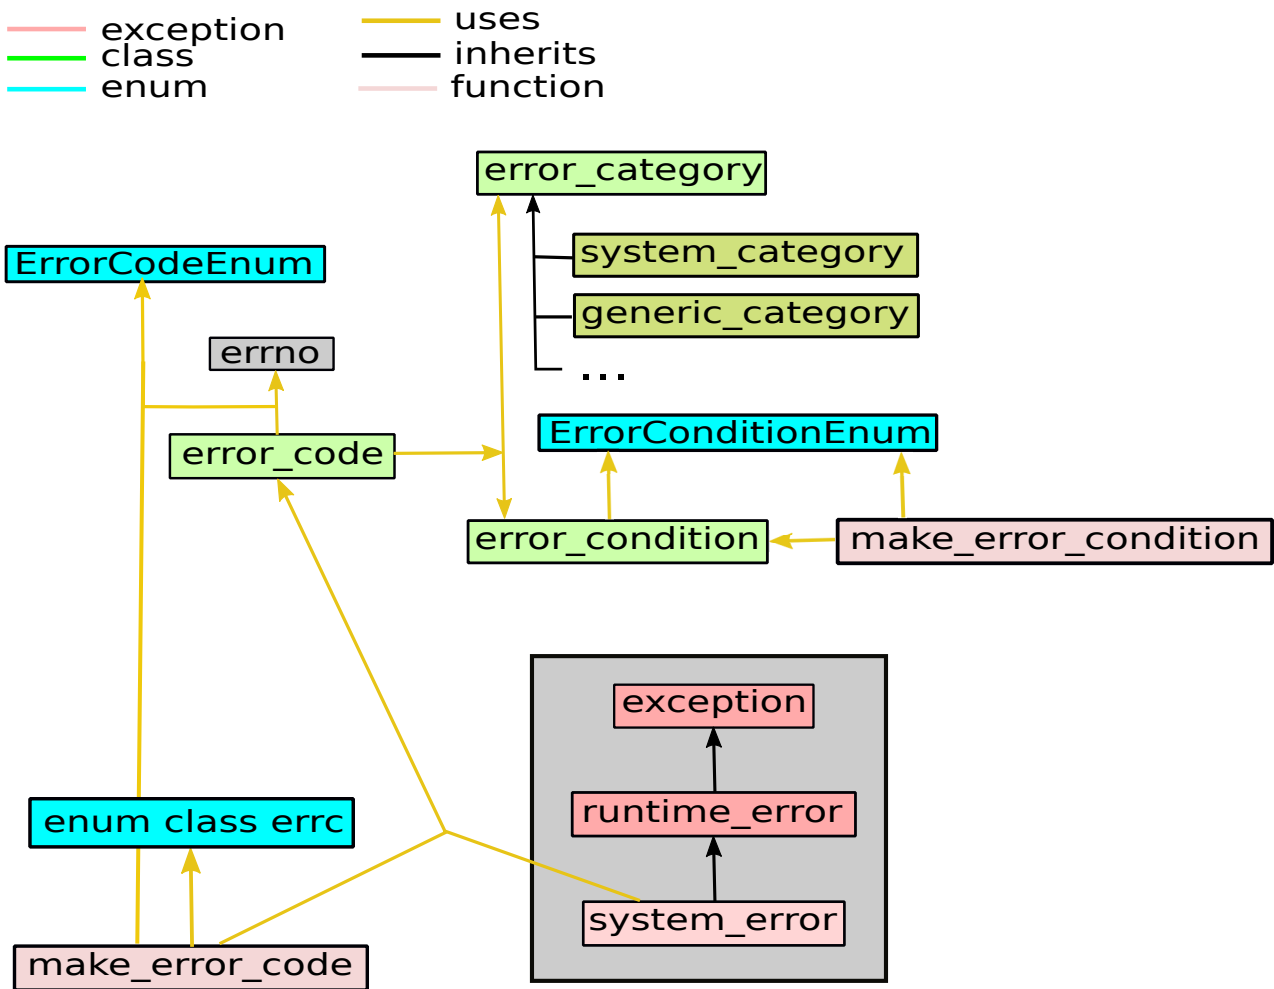 exception
class
enum
uses
inherits
function
error_category
system_category
generic_category
...
ErrorCodeEnum
errno
error_code
ErrorConditionEnum
error_condition
make_error_condition
exception
runtime_error
system_error
enum class errc
make_error_code